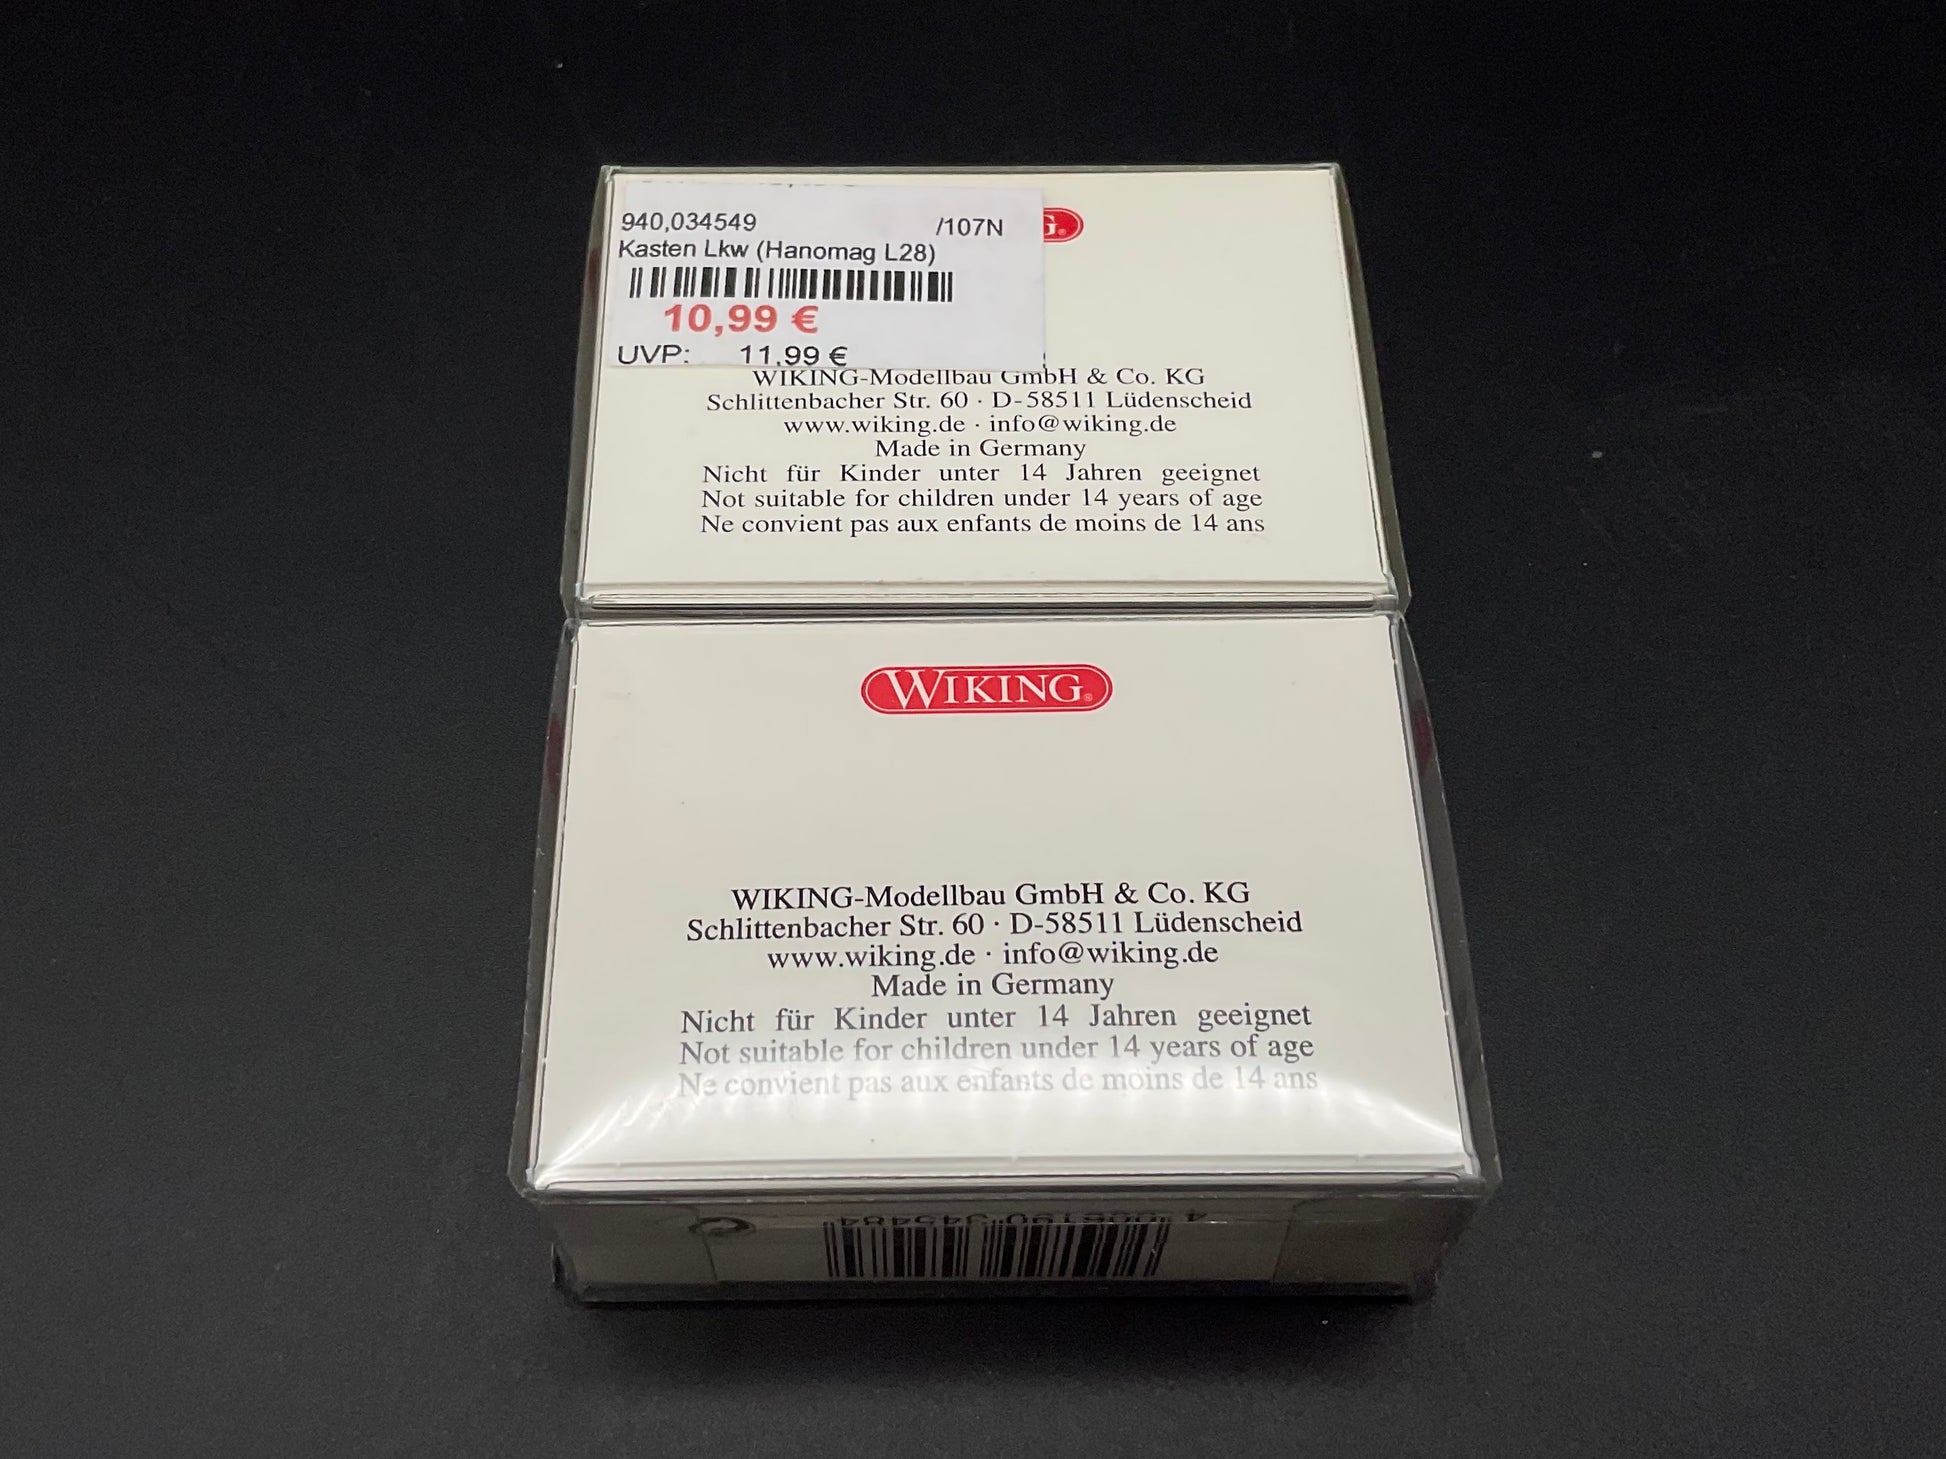 940,034549 /107N
Kasten Lkw (Hanomag L28)
10,99 €
UVP: 11,99 €
G®
WIKING-Modellbau GmbH & Co. KG
Schlittenbacher Str. 60 · D-58511 Lüdenscheid
www.wiking.de · info@wiking.de
Made in Germany
Nicht für Kinder unter 14 Jahren geeignet
Not suitable for children under 14 years of age
Ne convient pas aux enfants de moins de 14 ans
WIKING®
WIKING-Modellbau GmbH & Co. KG
Schlittenbacher Str. 60 · D-58511 Lüdenscheid
www.wiking.de · info@wiking.de
Made in Germany
Nicht für Kinder unter 14 Jahren geeignet
Not suitable for children under 14 years of age
Ne convient pas aux enfants de moins de 14 ans
4 006190 345484